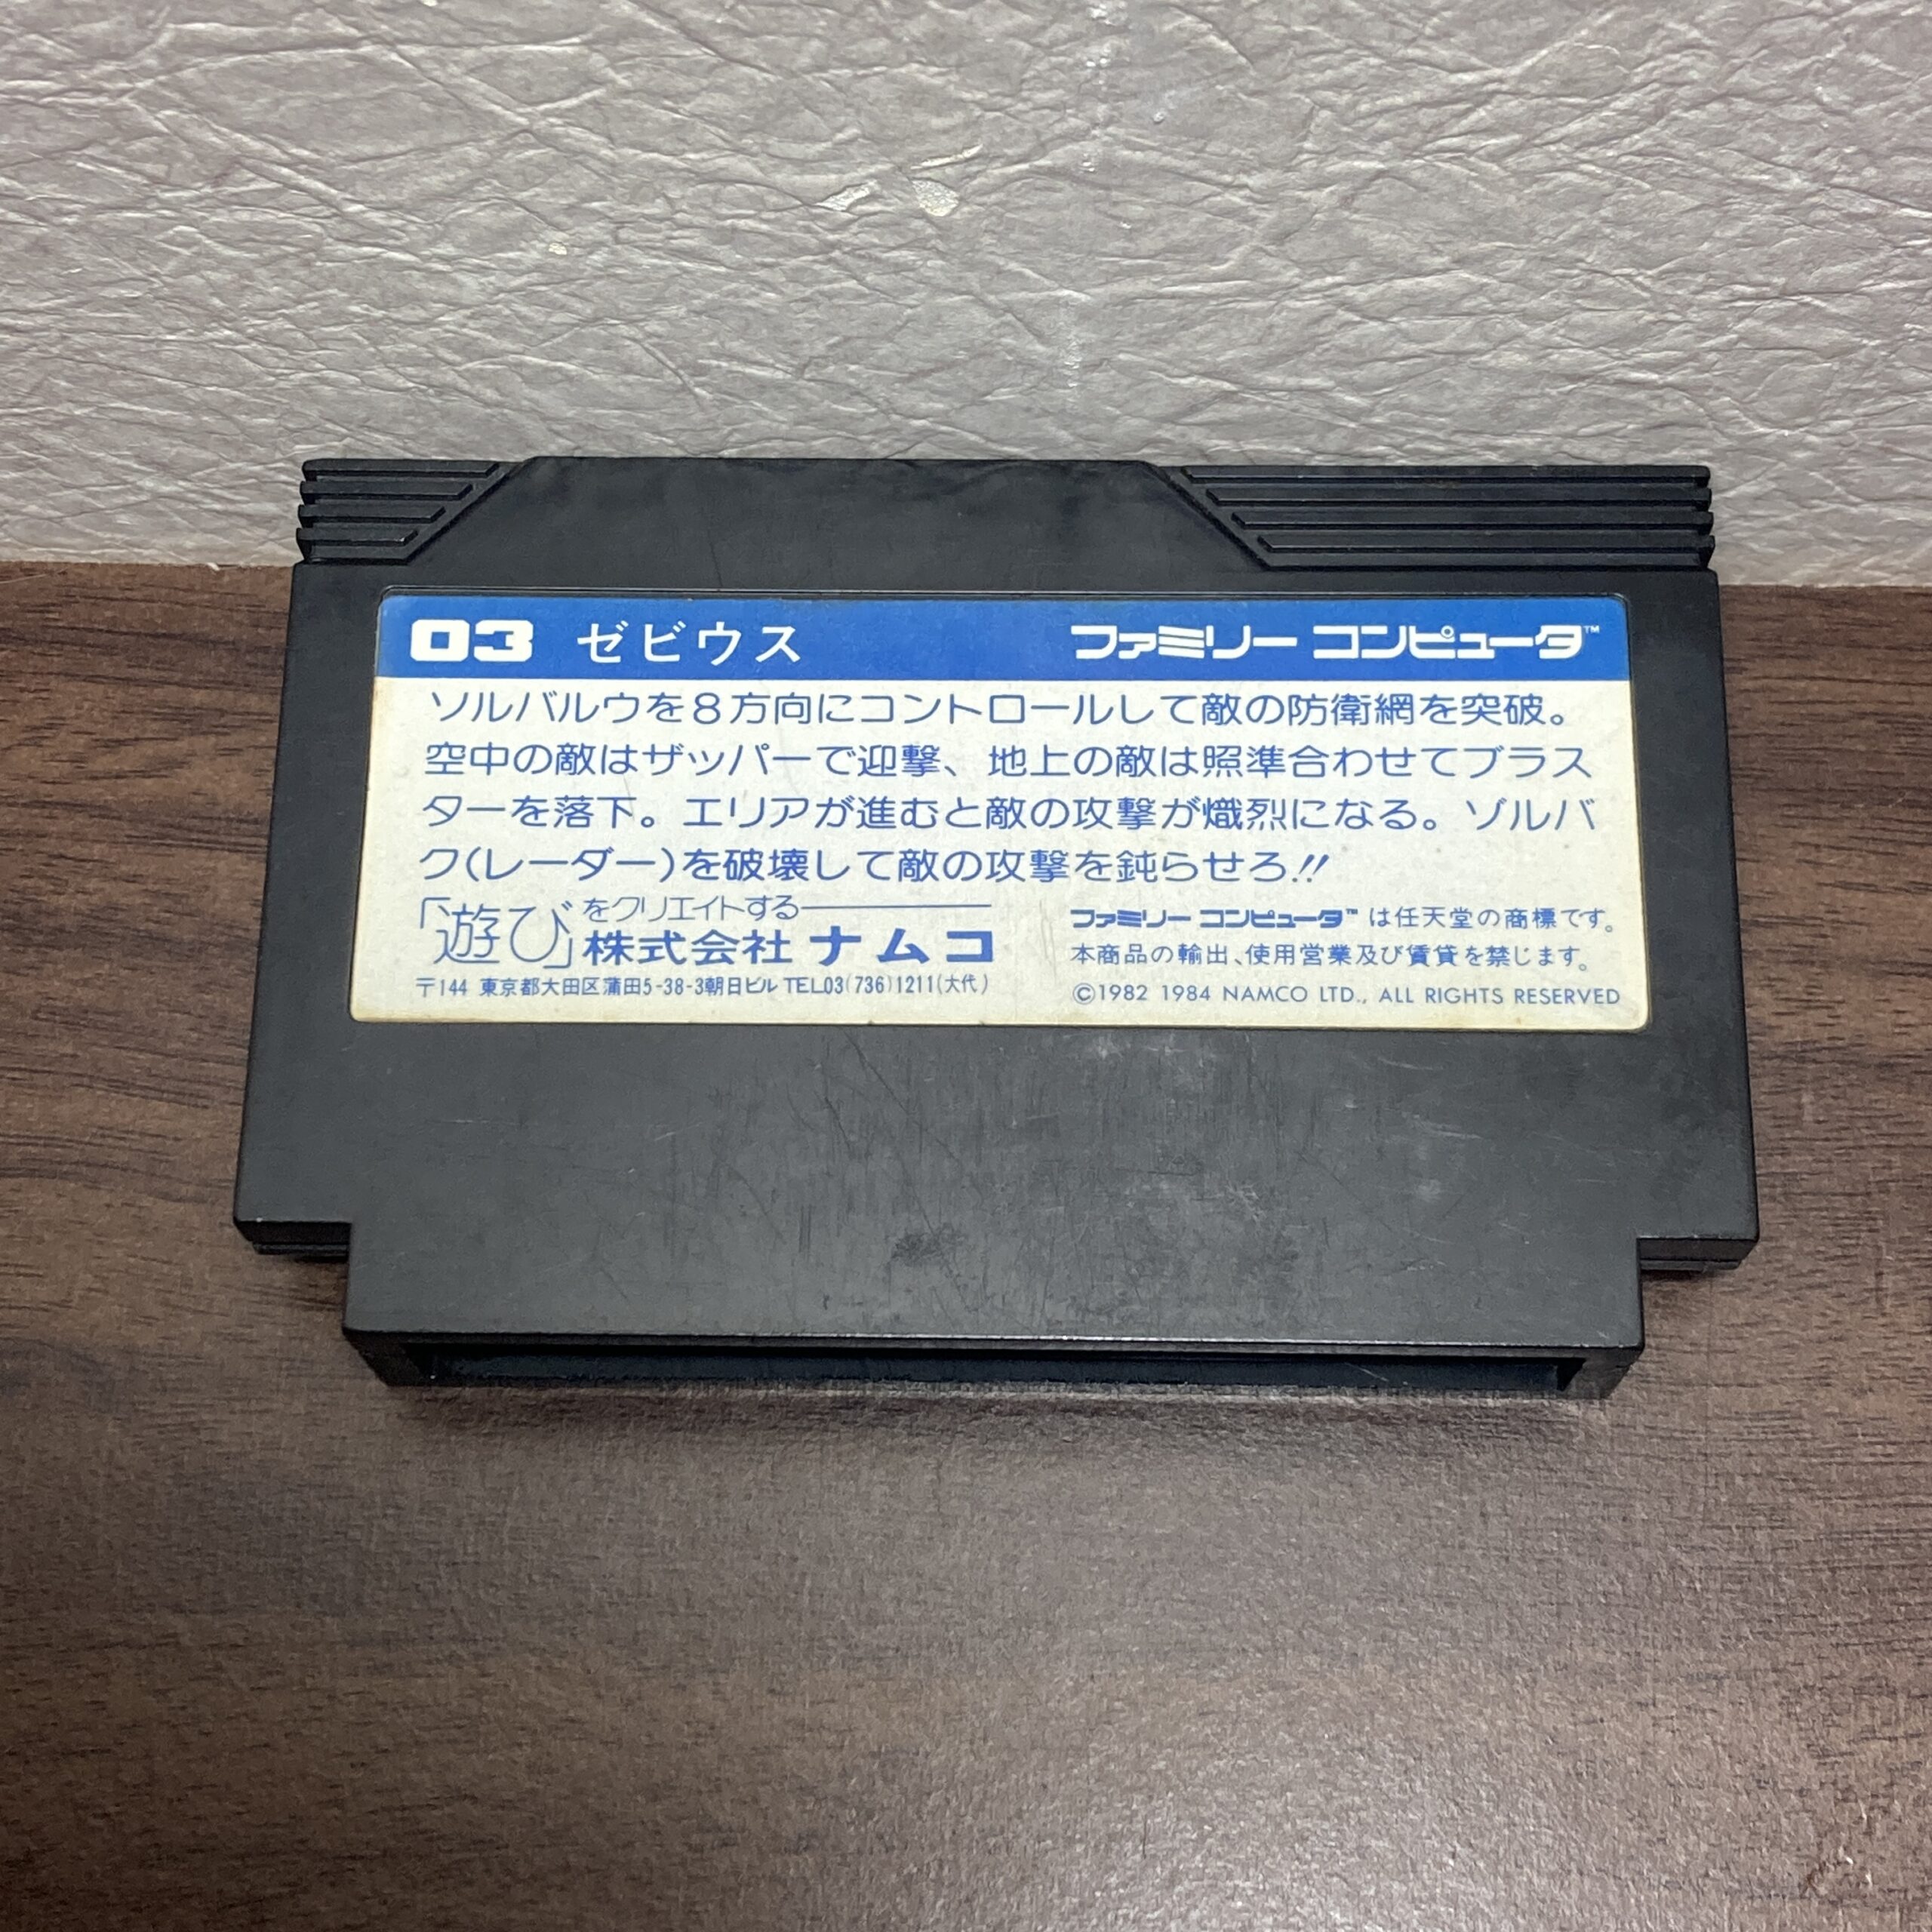 03 ゼビウス ファミリー コンピュータ™
ソルバルウを8方向にコントロールして敵の防衛網を突破。
空中の敵はザッパーで迎撃、地上の敵は照準合わせてブラス
ターを落下。エリアが進むと敵の攻撃が熾烈になる。ゾルバ
ク(レーダー)を破壊して敵の攻撃を鈍らせろ!!
「遊び」をクリエイトする
株式会社 ナムコ
〒144 東京都大田区蒲田5-38-3朝日ビル TEL03(736)1211(大代)
ファミリー コンピュータ™ は任天堂の商標です。
本商品の輸出、使用営業及び賃貸を禁じます。
©1982 1984 NAMCO LTD., ALL RIGHTS RESERVED